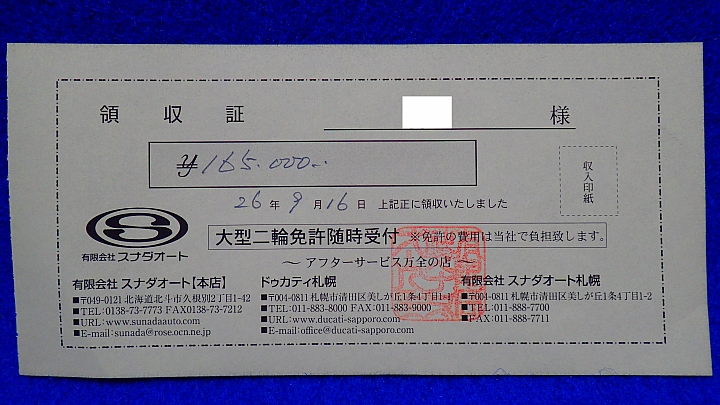 領収証 様
¥165.000..
収入印紙
26年9月16日 上記正に領収いたしました
S
有限会社 スナダオート
大型二輪免許随時受付 ※免許の費用は当社で負担致します。
〜 アフターサービス万全の店 〜
有限会社 スナダオート【本店】
■〒049-0121 北海道北斗市久根別2丁目1-42
■TEL:0138-73-7773 FAX0138-73-7212
■URL:www.sunadaauto.com
■E-mail:sunada@rose.ocn.ne.jp
ドゥカティ札幌
■〒004-0811 札幌市清田区美しが丘1条4丁目1-1
■TEL:011-883-8000 FAX:011-883-9000
■URL:www.ducati-sapporo.com
■E-mail:office@ducati-sapporo.com
有限会社 スナダオート札幌
■〒004-0811 札幌市清田区美しが丘1条6丁目1-2
■TEL:011-888-7700
■FAX:011-888-7711